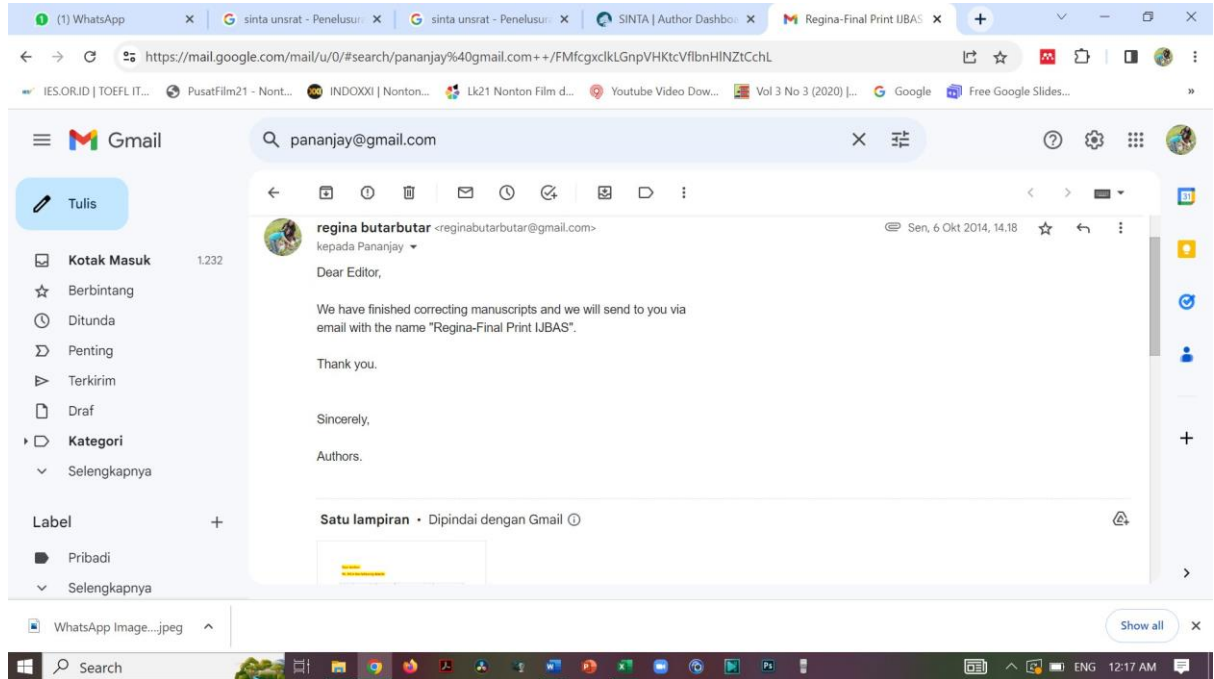 (1) WhatsApp
sinta unsrat - Penelusur
sinta unsrat - Penelusur
SINTA | Author Dashbo
Regina-Final Print IJBAS
https://mail.google.com/mail/u/0/#search/pananjay%40gmail.com++/FMfcgxclkLGnpVHKtcVflbnHlNZtCchL
IES.OR.ID | TOEFL IT...
PusatFilm21 - Nont...
INDOXXI | Nonton...
Lk21 Nonton Film d...
Youtube Video Dow...
Vol 3 No 3 (2020) |...
Google
Free Google Slides...
Gmail
pananjay@gmail.com
Tulis
Kotak Masuk 1.232
Berbintang
Ditunda
Penting
Terkirim
Draf
Kategori
Selengkapnya
Label
Pribadi
Selengkapnya
31
regina butarbutar <reginabutarbutar@gmail.com>
Sen, 6 Okt 2014, 14.18
kepada Pananjay
Dear Editor,
We have finished correcting manuscripts and we will send to you via
email with the name "Regina-Final Print IJBAS".
Thank you.
Sincerely,
Authors.
Satu lampiran • Dipindai dengan Gmail
WhatsApp Image....jpeg
Show all
Search
ENG 12:17 AM